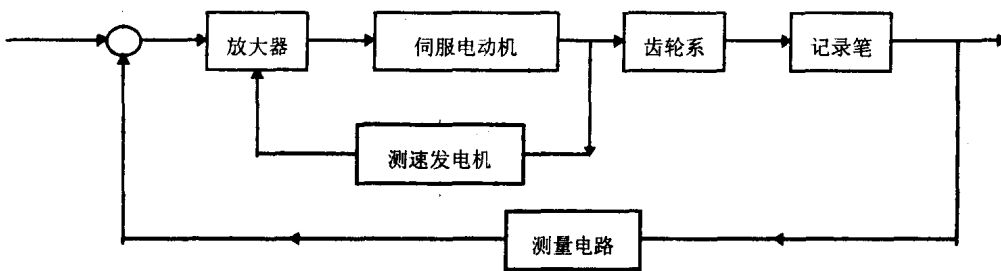 放大器
伺服电动机
齿轮系
记录笔
测速发电机
测量电路